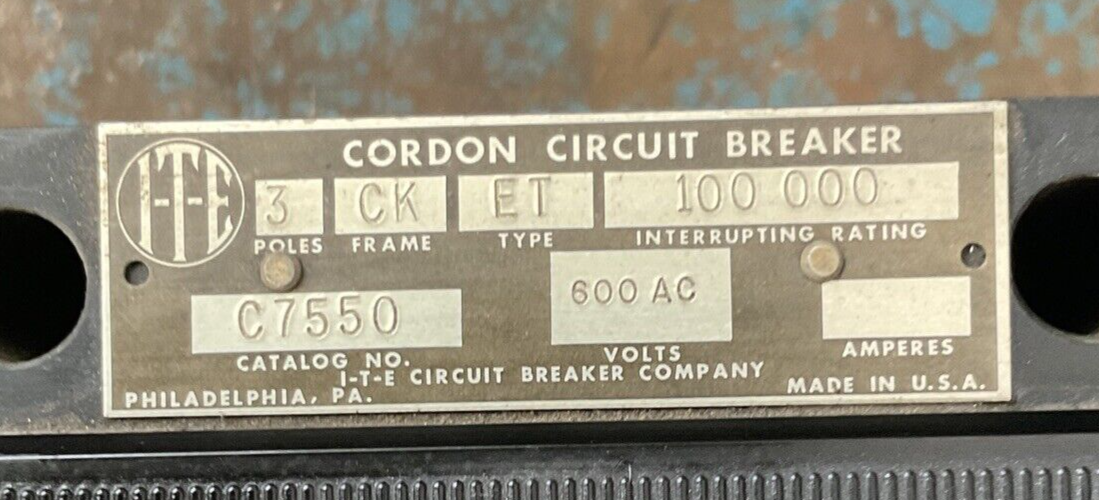 CORDON CIRCUIT BREAKER
I-T-E
3 CK ET 100 000
POLES FRAME TYPE INTERRUPTING RATING
C7550 600 AC
CATALOG NO. VOLTS AMPERES
I-T-E CIRCUIT BREAKER COMPANY
PHILADELPHIA, PA. MADE IN U.S.A.